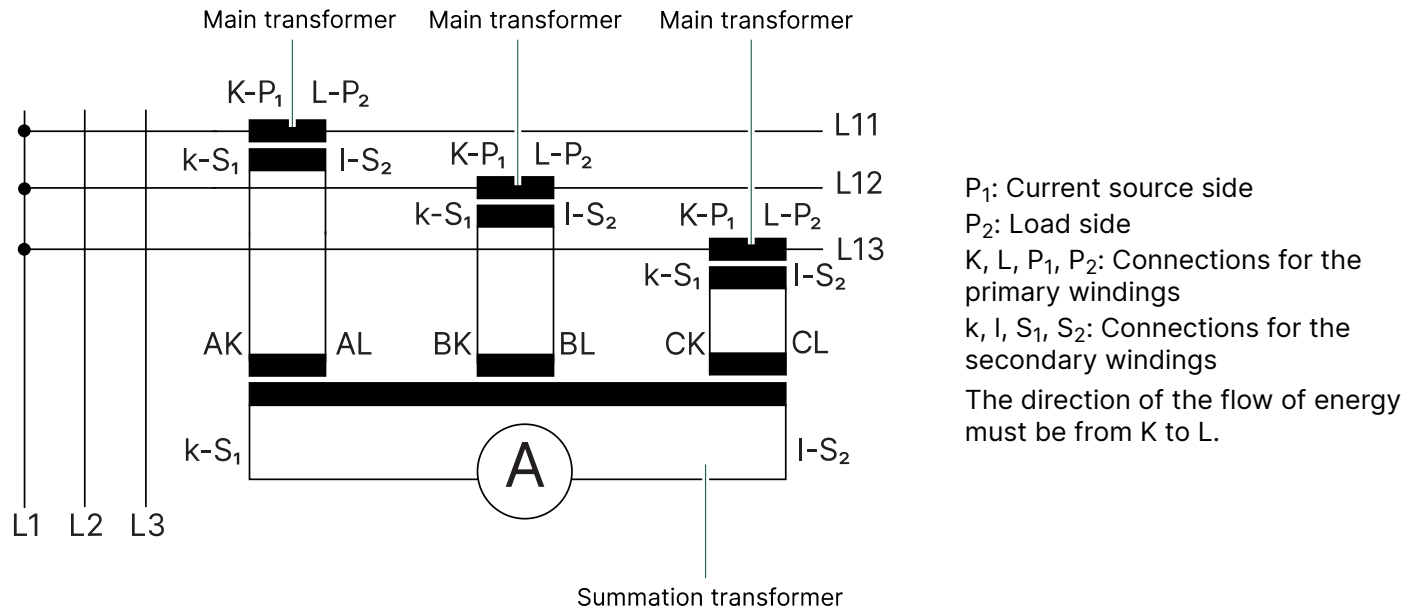 Main transformer Main transformer Main transformer
K-P₁ L-P₂
L11
k-S₁ l-S₂ K-P₁ L-P₂
L12
k-S₁ l-S₂ K-P₁ L-P₂
L13
k-S₁ l-S₂
AK AL BK BL CK CL
k-S₁ A l-S₂
L1 L2 L3
Summation transformer
P₁: Current source side
P₂: Load side
K, L, P₁, P₂: Connections for the
primary windings
k, l, S₁, S₂: Connections for the
secondary windings
The direction of the flow of energy
must be from K to L.